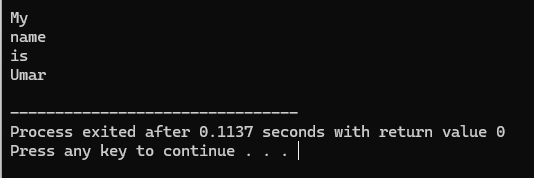 My
name
is
Umar
--------------------------------
Process exited after 0.1137 seconds with return value 0
Press any key to continue . . .